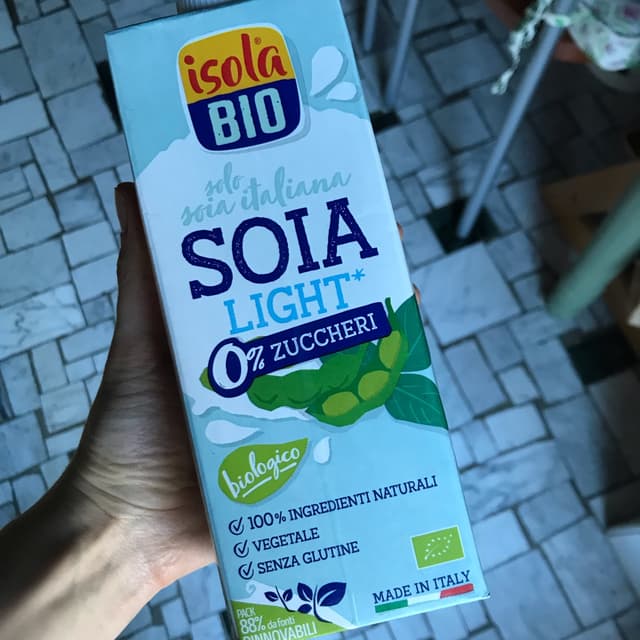 isola®
BIO
solo
soia italiana
SOIA
LIGHT*
0% ZUCCHERI
biologico
100% INGREDIENTI NATURALI
VEGETALE
SENZA GLUTINE
MADE IN ITALY
PACK
88% da fonti
RINNOVABILI